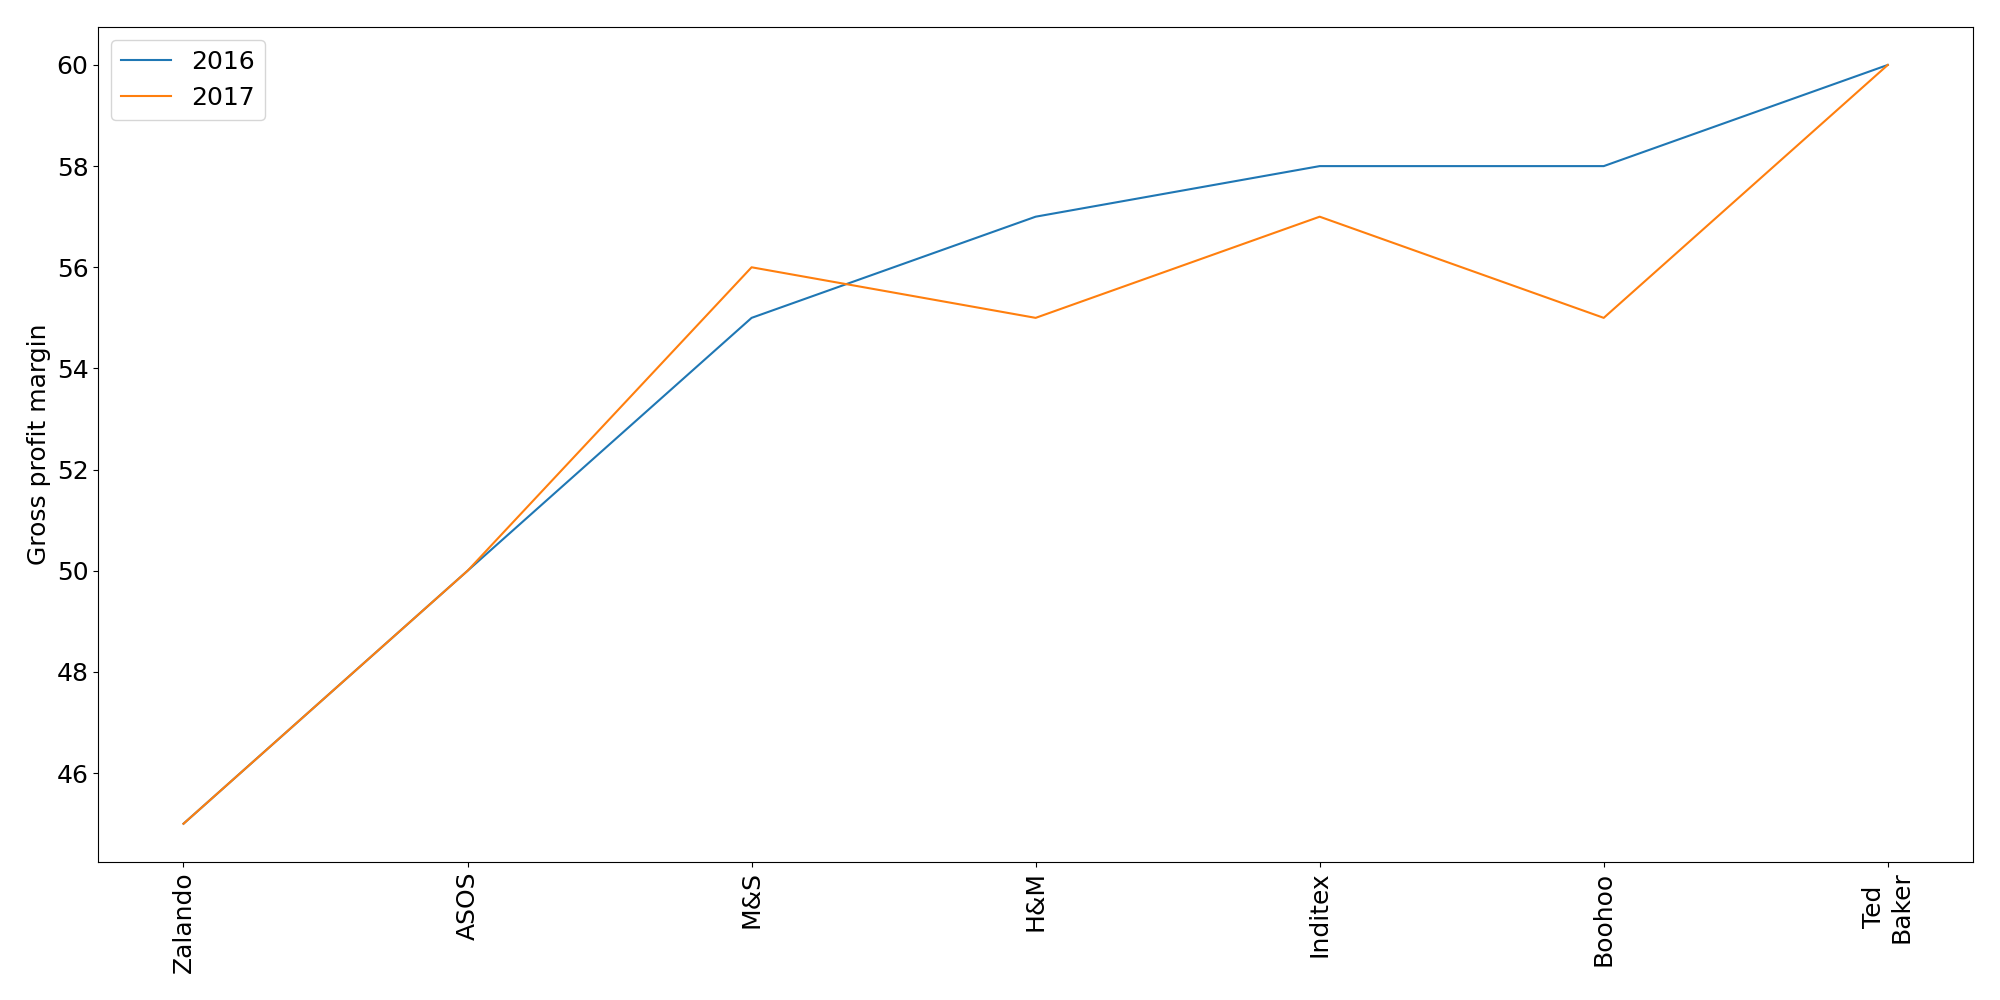 2016
2017
60
58
56
54
52
50
48
46
Gross profit margin
Zalando
ASOS
M&S
H&M
Inditex
Boohoo
Ted
Baker